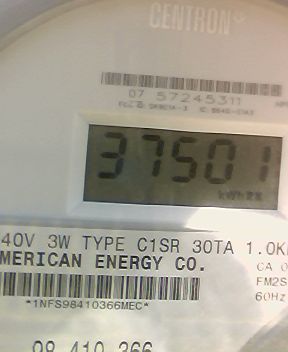 CENTRON
07 57245311
37501
kWh
40V 3W TYPE C1SR 30TA 1.0K
MERICAN ENERGY CO.
CA 0
FM2S
*1NFS98410366MEC*
60Hz
98 410 366